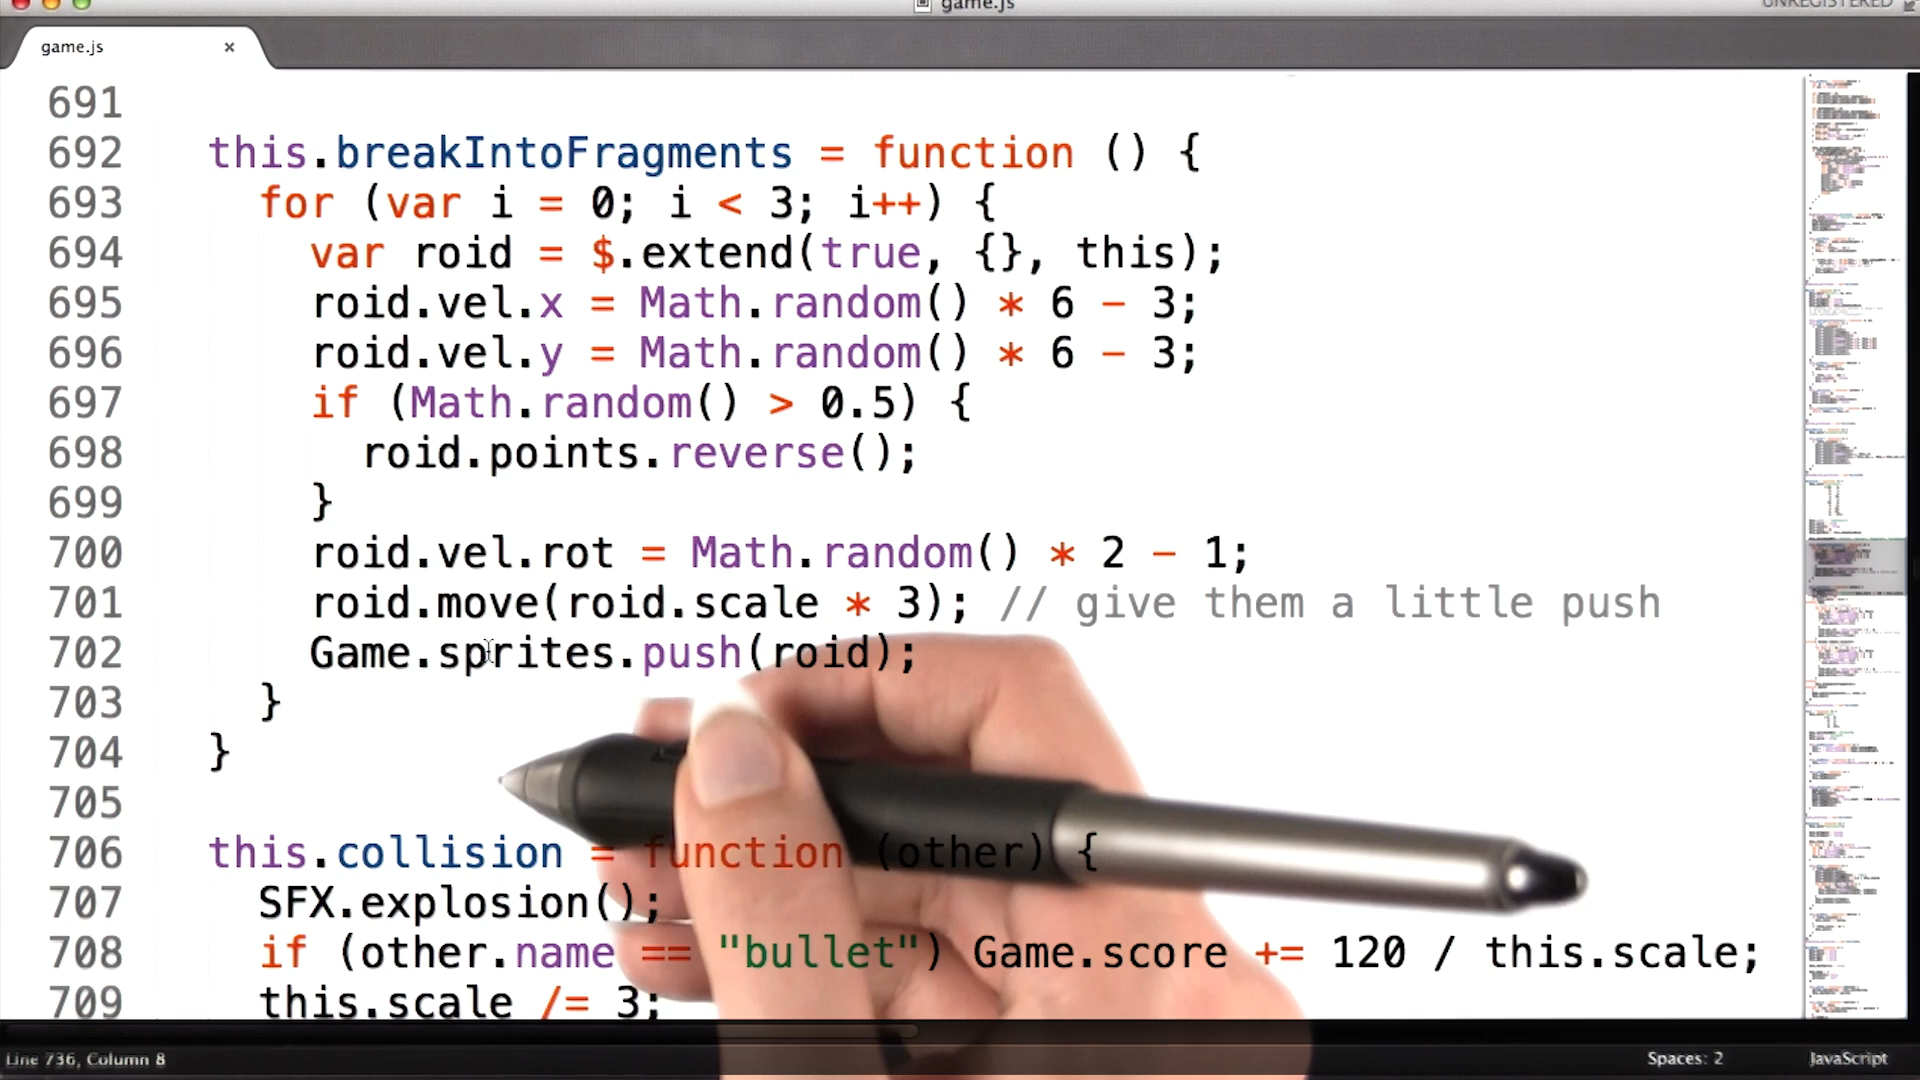 game.js
UNREGISTERED
game.js ×
691
692 this.breakIntoFragments = function () {
693 for (var i = 0; i < 3; i++) {
694 var roid = $.extend(true, {}, this);
695 roid.vel.x = Math.random() * 6 - 3;
696 roid.vel.y = Math.random() * 6 - 3;
697 if (Math.random() > 0.5) {
698 roid.points.reverse();
699 }
700 roid.vel.rot = Math.random() * 2 - 1;
701 roid.move(roid.scale * 3); // give them a little push
702 Game.sprites.push(roid);
703 }
704 }
705
706 this.collision = function (other) {
707 SFX.explosion();
708 if (other.name == "bullet") Game.score += 120 / this.scale;
709 this.scale /= 3;
Line 736, Column 8
Spaces: 2
JavaScript